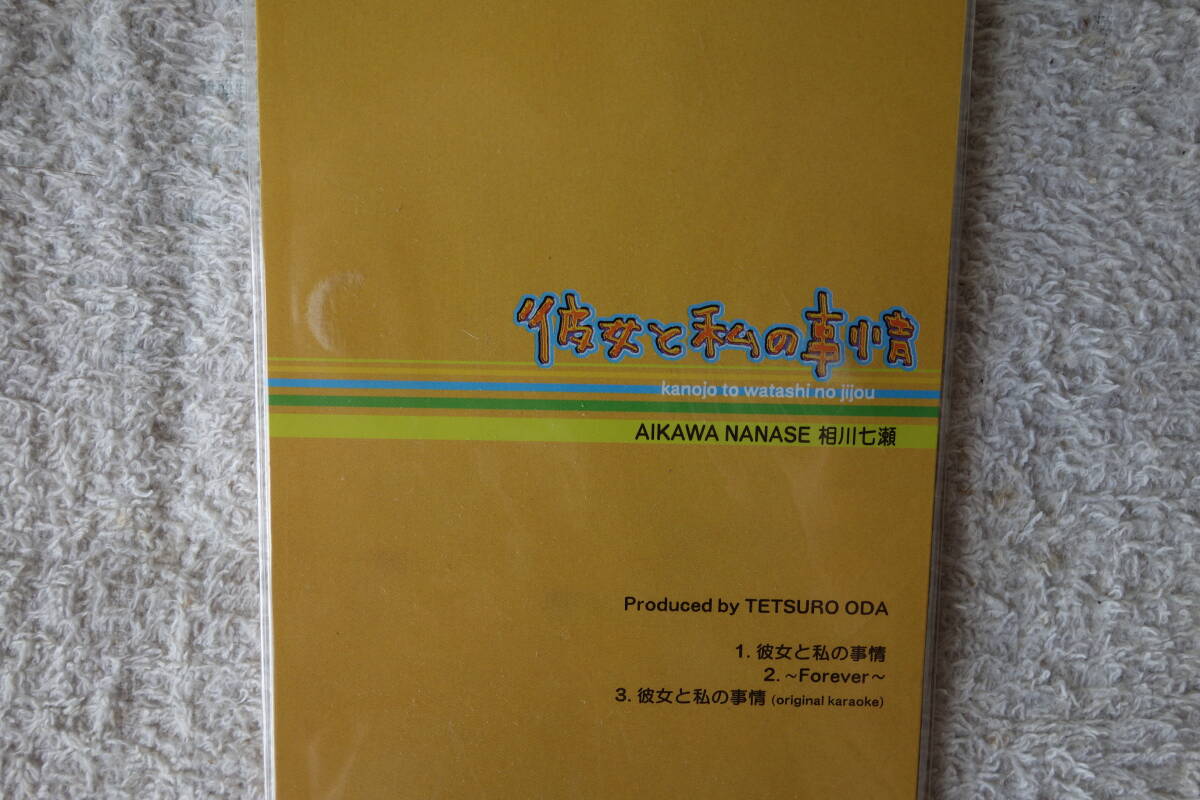 彼女と私の事情
kanojo to watashi no jijou
AIKAWA NANASE 相川七瀬
Produced by TETSURO ODA
1. 彼女と私の事情
2. ~Forever~
3. 彼女と私の事情 (original karaoke)